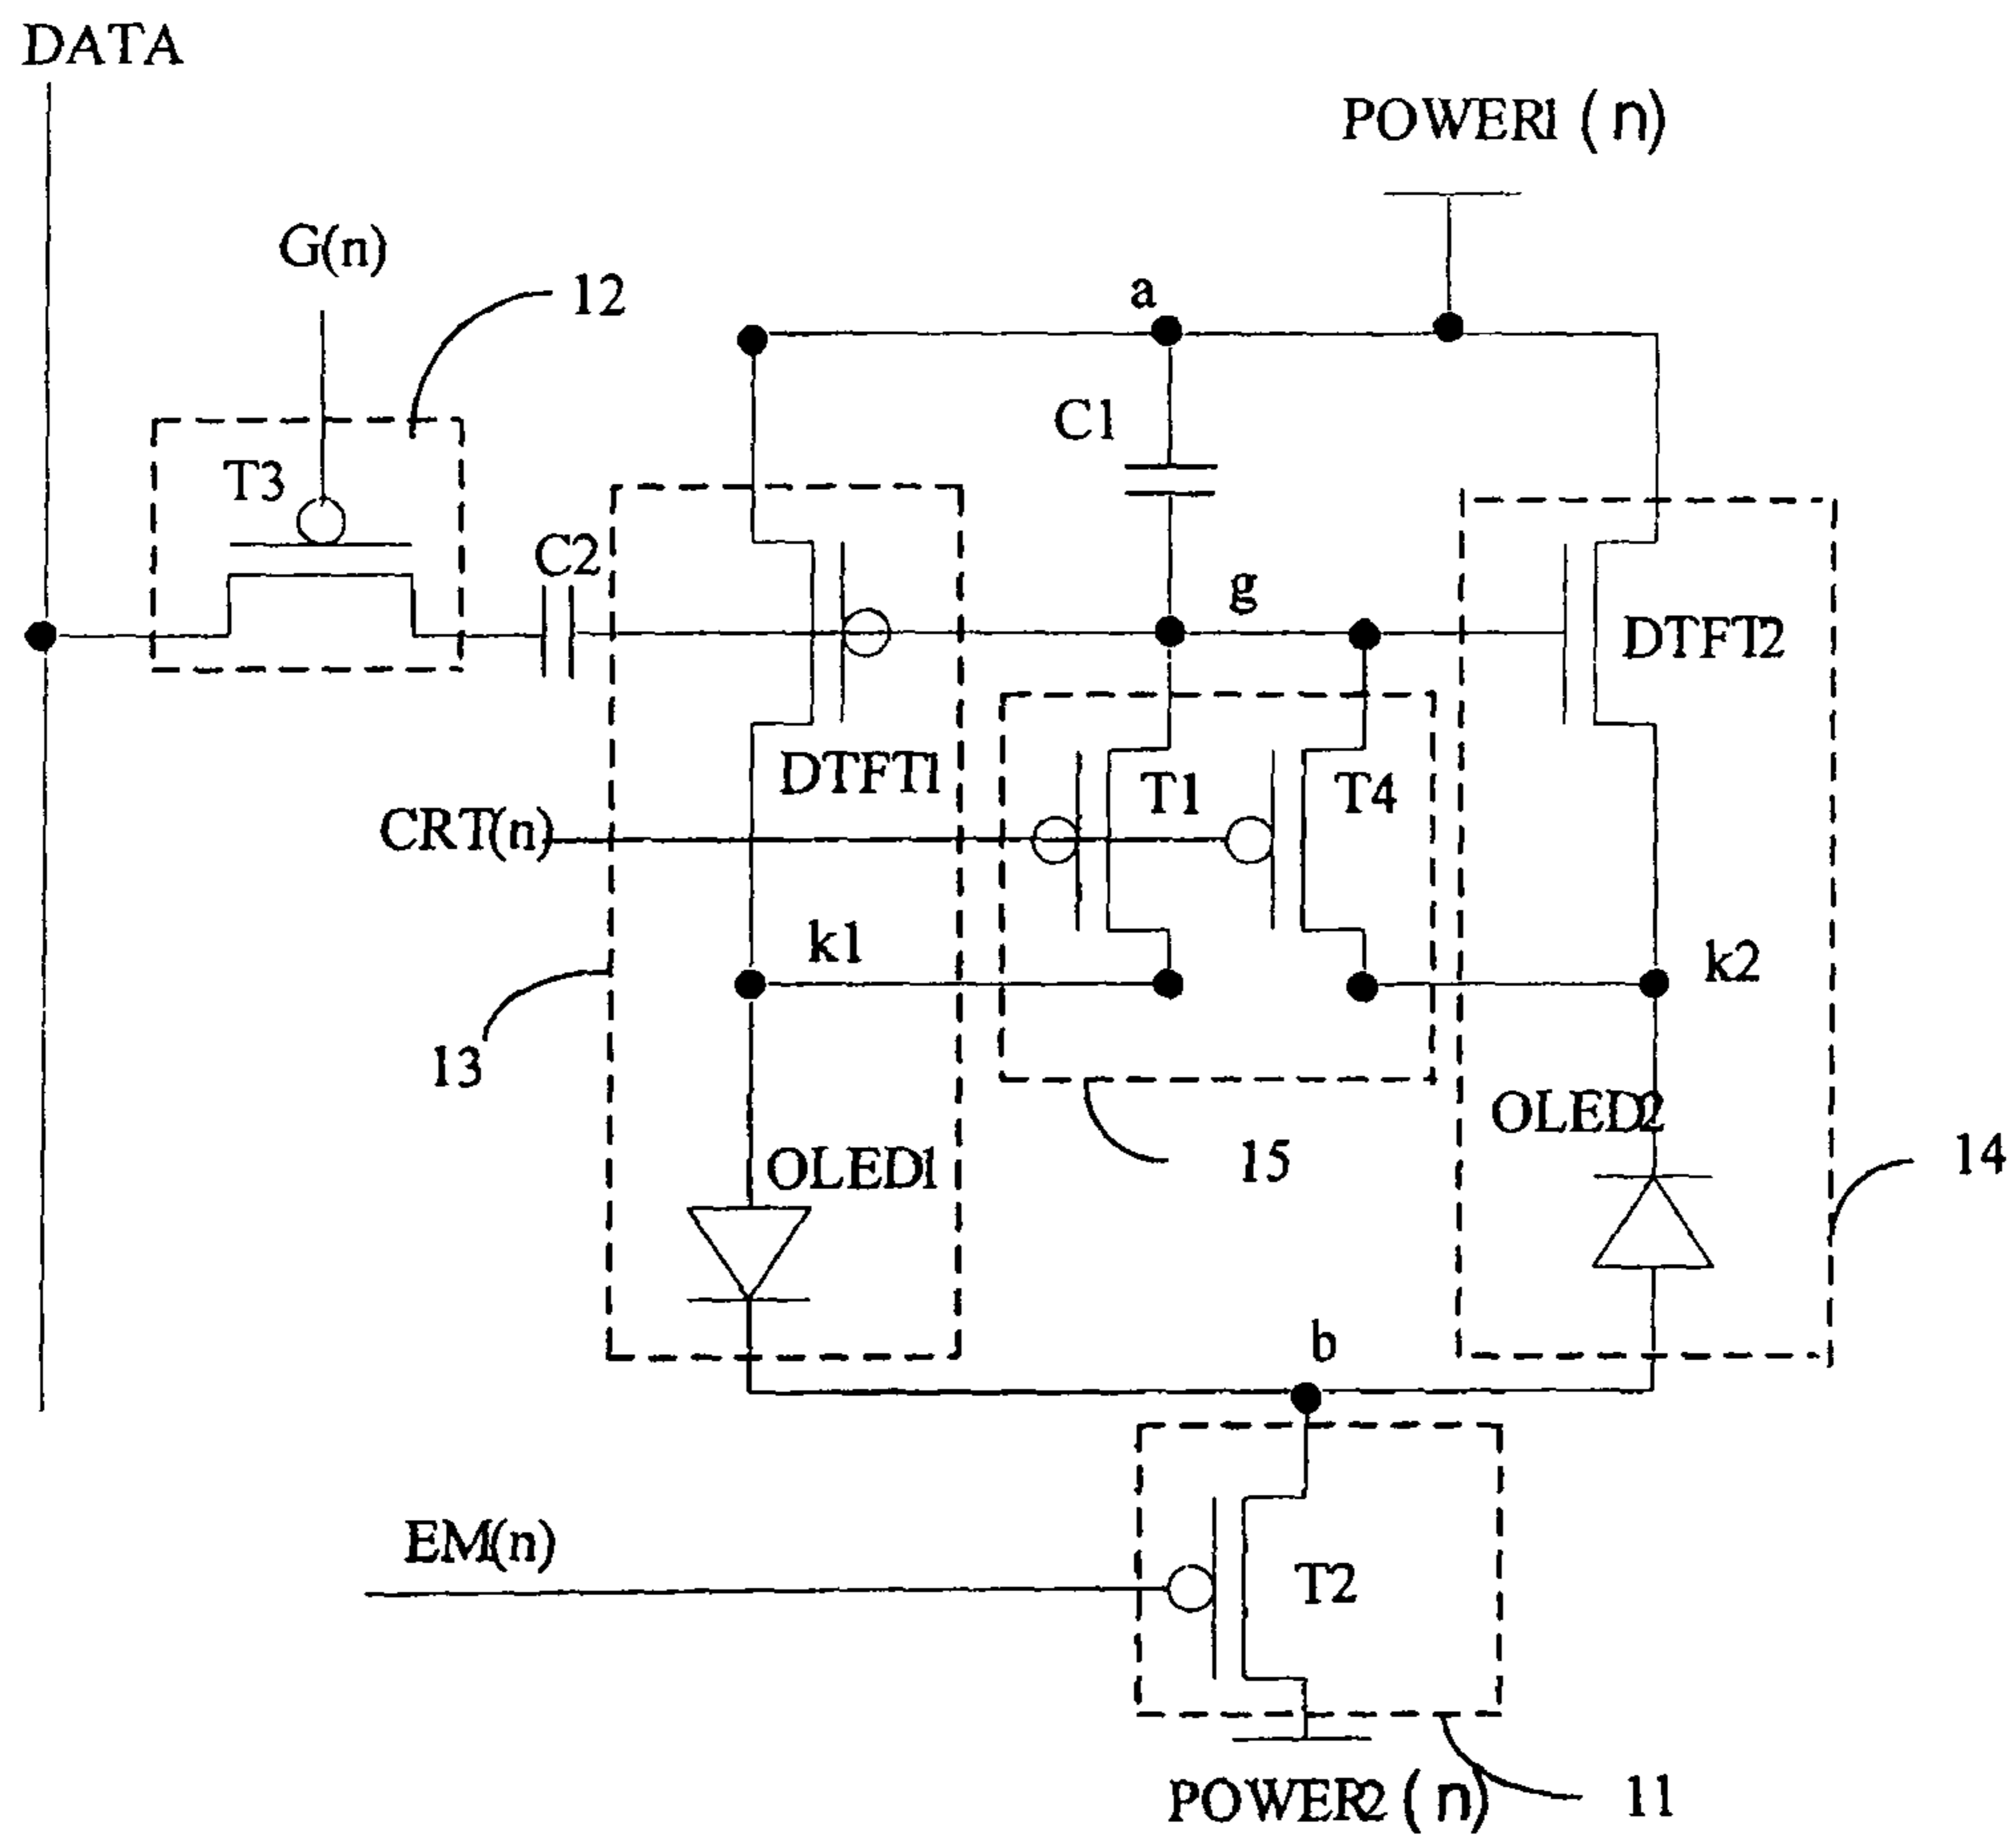 DATA
POWER1 (n)
G(n)
12
a
T3
C1
C2
g
DTFT2
DTFT1
T1
T4
CRT(n)
k1
k2
13
OLED2
15
14
OLED1
b
EM(n)
T2
POWER2 (n)
11